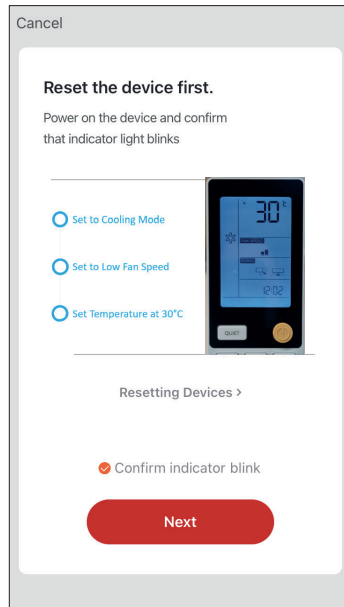 Cancel
Reset the device first.
Power on the device and confirm
that indicator light blinks
Set to Cooling Mode
Set to Low Fan Speed
Set Temperature at 30°C
30°C
12:02
QUIET
Resetting Devices >
Confirm indicator blink
Next